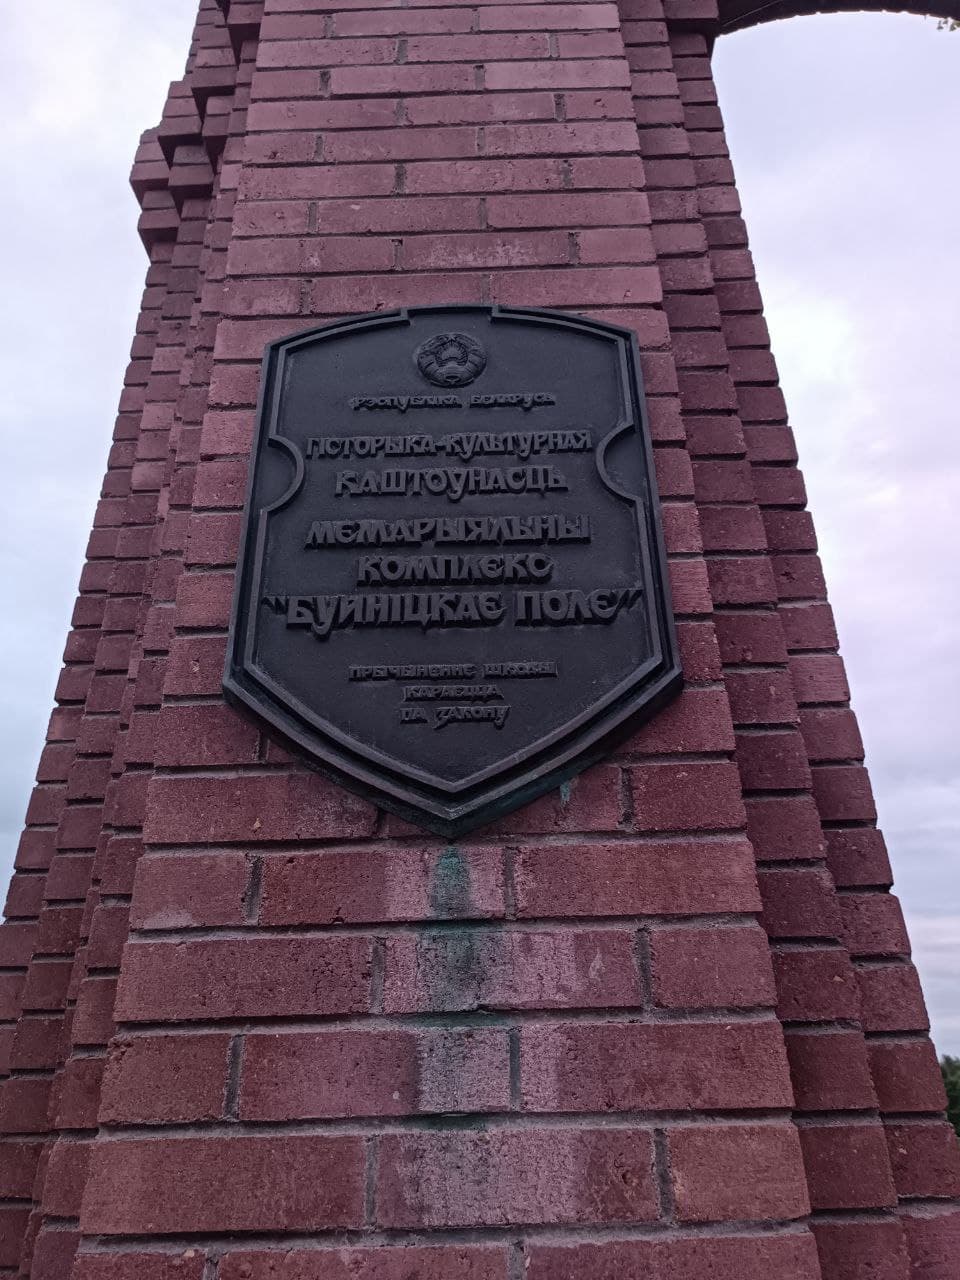 РЭСПУБЛІКА БЕЛАРУСЬ
ГІСТОРЫКА-КУЛЬТУРНАЯ
КАШТОЎНАСЦЬ
МЕМАРЫЯЛЬНЫ
КОМПЛЕКС
"БУЙНІЦКАЕ ПОЛЕ"
ПРЫЧЫНЕННЕ ШКОДЫ
КАРАЕЦЦА
ПА ЗАКОНУ